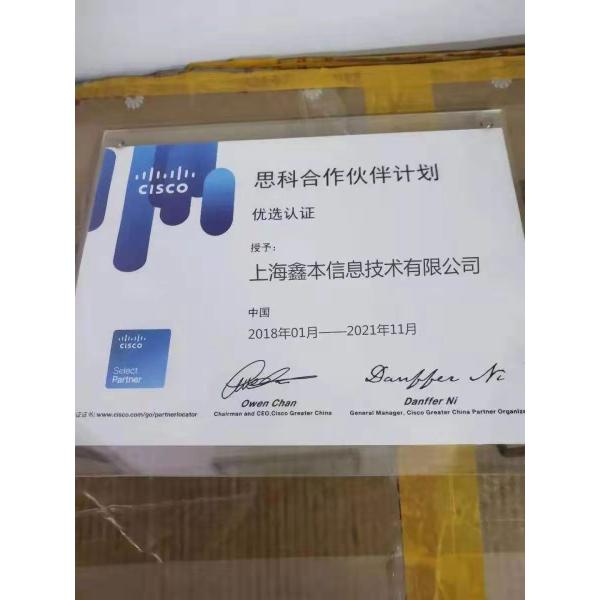 CISCO
思科合作伙伴计划
优选认证
授予：
上海鑫本信息技术有限公司
中国
2018年01月——2021年11月
CISCO
Select
Partner
Owen Chan
Danffer Ni
Chairman and CEO,Cisco Greater China
General Manager, Cisco Greater China Partner Organiza
证书: www.cisco.com/go/partnerlocator